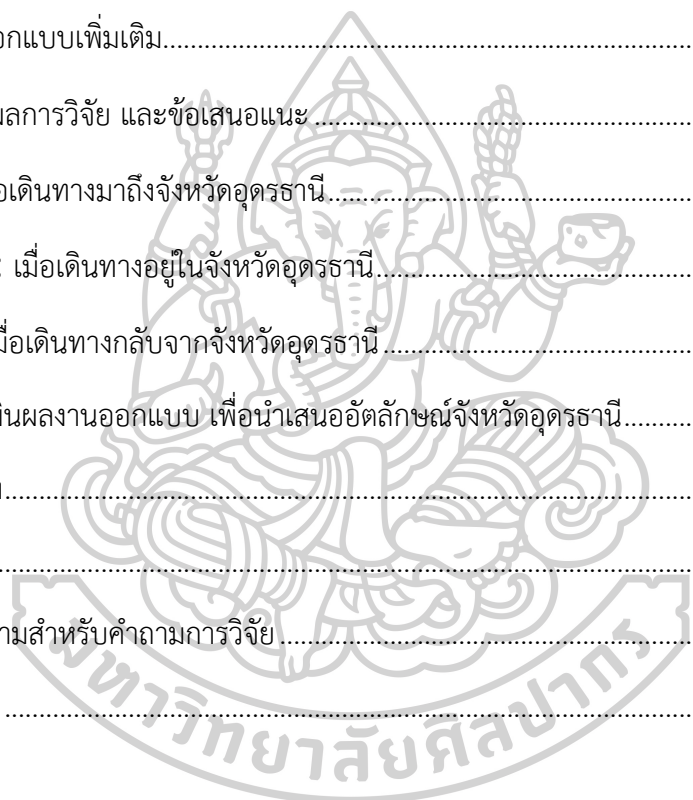 อกแบบเพิ่มเติม................................................................
ผลการวิจัย และข้อเสนอแนะ................................................................
อเดินทางมาถึงจังหวัดอุดรธานี................................................................
: เมื่อเดินทางอยู่ในจังหวัดอุดรธานี................................................................
มื่อเดินทางกลับจากจังหวัดอุดรธานี................................................................
นผลงานออกแบบ เพื่อนำเสนออัตลักษณ์จังหวัดอุดรธานี..........
................................................................
................................................................
ามสำหรับคำถามการวิจัย................................................................
................................................................
มหาวิทยาลัยศิลปากร